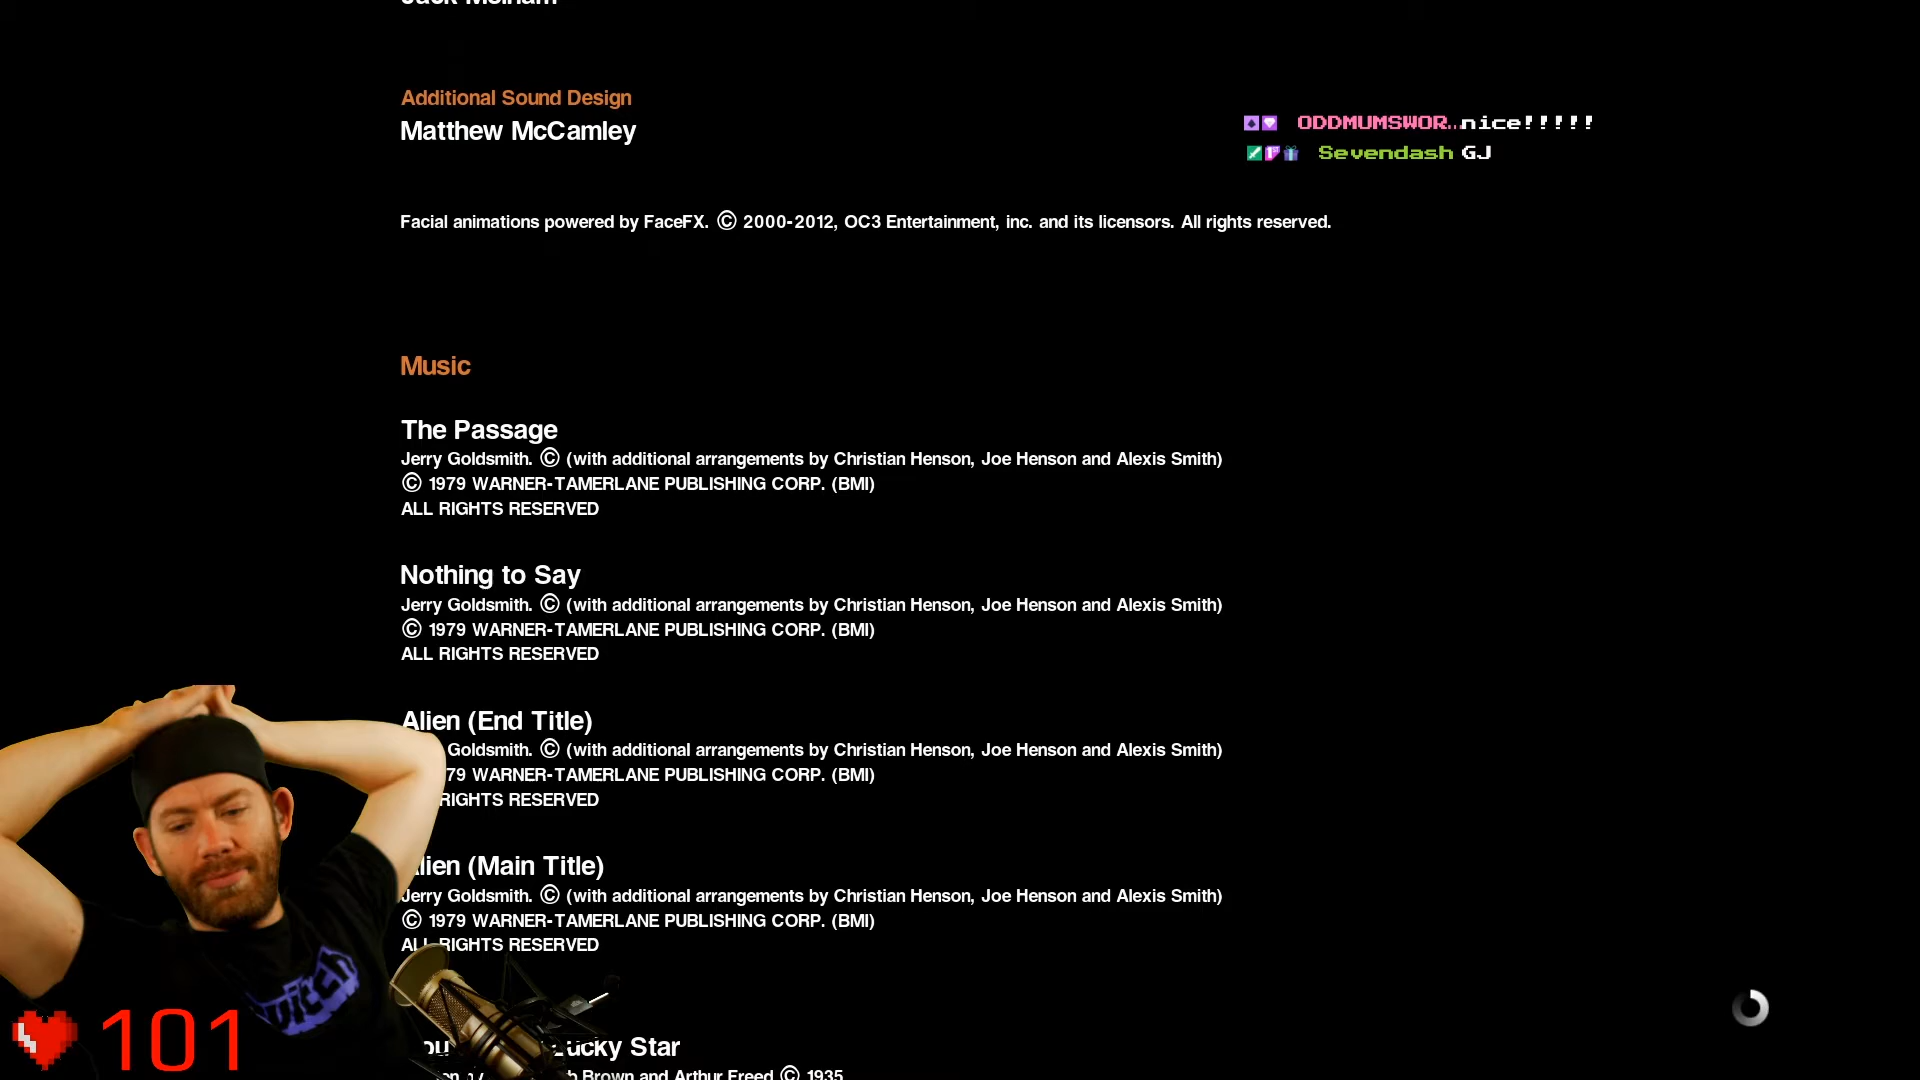 Additional Sound Design
Matthew McCamley
ODDMUMSWOR...nice!!!!!
Sevendash GJ
Facial animations powered by FaceFX. © 2000-2012, OC3 Entertainment, inc. and its licensors. All rights reserved.
Music
The Passage
Jerry Goldsmith. © (with additional arrangements by Christian Henson, Joe Henson and Alexis Smith)
© 1979 WARNER-TAMERLANE PUBLISHING CORP. (BMI)
ALL RIGHTS RESERVED
Nothing to Say
Jerry Goldsmith. © (with additional arrangements by Christian Henson, Joe Henson and Alexis Smith)
© 1979 WARNER-TAMERLANE PUBLISHING CORP. (BMI)
ALL RIGHTS RESERVED
Alien (End Title)
Goldsmith. © (with additional arrangements by Christian Henson, Joe Henson and Alexis Smith)
WARNER-TAMERLANE PUBLISHING CORP. (BMI)
RIGHTS RESERVED
Alien (Main Title)
Jerry Goldsmith. © (with additional arrangements by Christian Henson, Joe Henson and Alexis Smith)
© 1979 WARNER-TAMERLANE PUBLISHING CORP. (BMI)
ALL RIGHTS RESERVED
Lucky Star
Brown and Arthur Freed © 1935
twitch
101